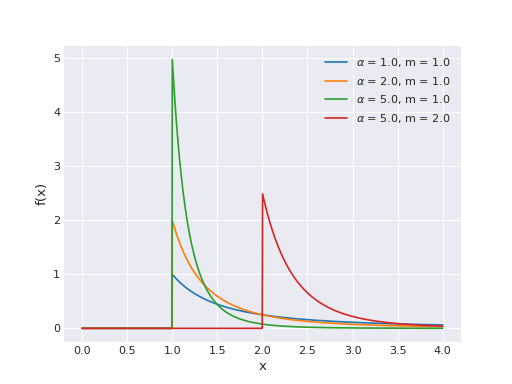 α = 1.0, m = 1.0
α = 2.0, m = 1.0
α = 5.0, m = 1.0
α = 5.0, m = 2.0
5
4
3
2
1
0
f(x)
0.0 0.5 1.0 1.5 2.0 2.5 3.0 3.5 4.0
x